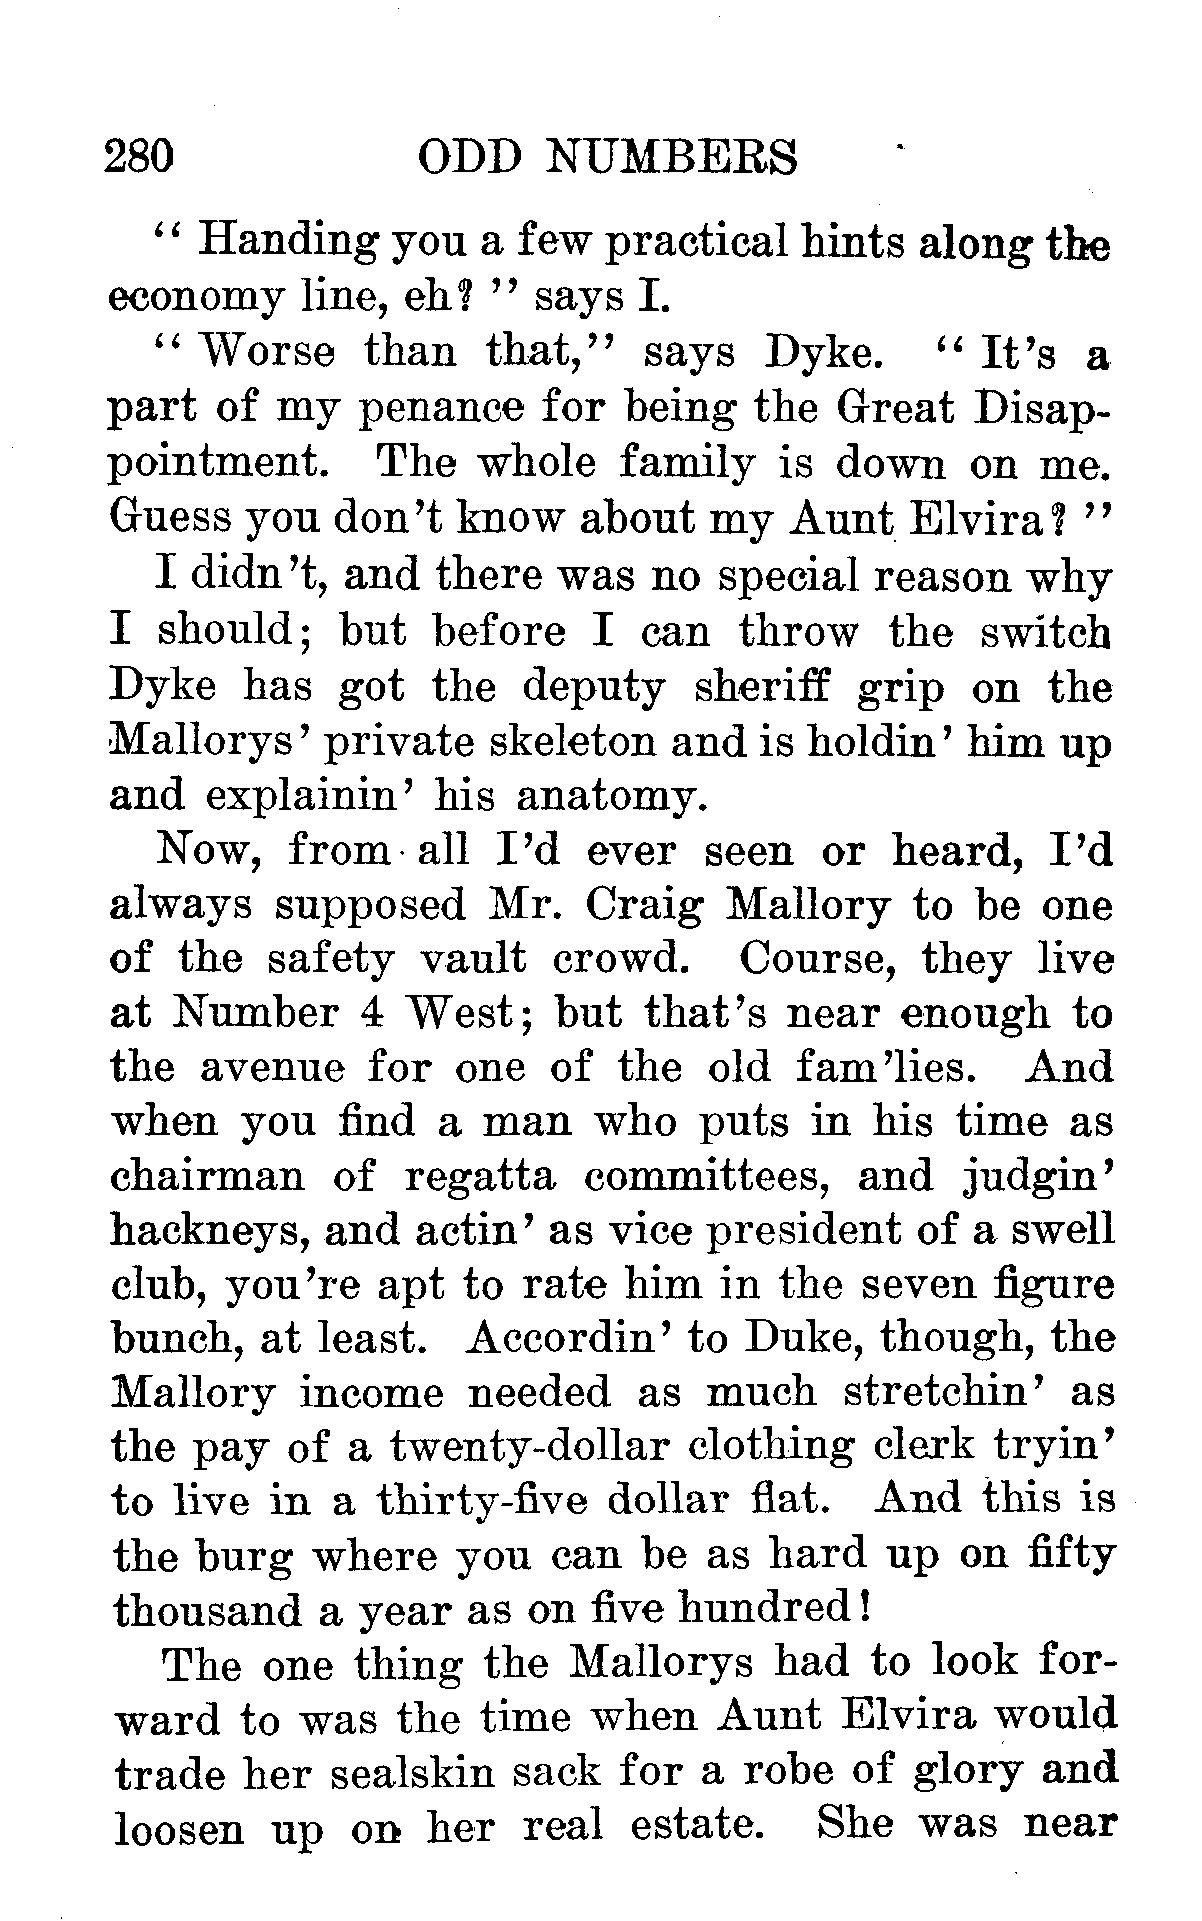 280 ODD NUMBERS
“ Handing you a few practical hints along the
economy line, eh? ” says I.
“ Worse than that,” says Dyke. “ It’s a
part of my penance for being the Great Disap-
pointment. The whole family is down on me.
Guess you don’t know about my Aunt Elvira? ”
I didn’t, and there was no special reason why
I should; but before I can throw the switch
Dyke has got the deputy sheriff grip on the
Mallorys’ private skeleton and is holdin’ him up
and explainin’ his anatomy.
Now, from all I’d ever seen or heard, I’d
always supposed Mr. Craig Mallory to be one
of the safety vault crowd. Course, they live
at Number 4 West; but that’s near enough to
the avenue for one of the old fam’lies. And
when you find a man who puts in his time as
chairman of regatta committees, and judgin’
hackneys, and actin’ as vice president of a swell
club, you’re apt to rate him in the seven figure
bunch, at least. Accordin’ to Duke, though, the
Mallory income needed as much stretchin’ as
the pay of a twenty-dollar clothing clerk tryin’
to live in a thirty-five dollar flat. And this is
the burg where you can be as hard up on fifty
thousand a year as on five hundred!
The one thing the Mallorys had to look for-
ward to was the time when Aunt Elvira would
trade her sealskin sack for a robe of glory and
loosen up on her real estate. She was near